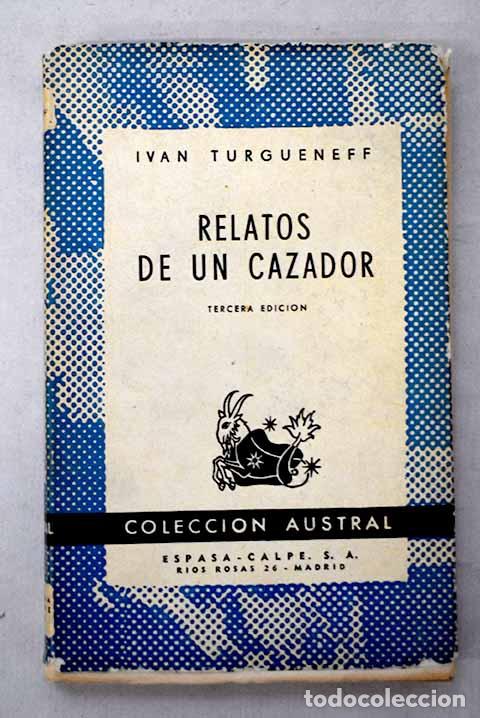 IVAN TURGUENEFF
RELATOS
DE UN CAZADOR
TERCERA EDICION
COLECCION AUSTRAL
ESPASA-CALPE, S. A.
RIOS ROSAS 26 - MADRID
todocoleccion